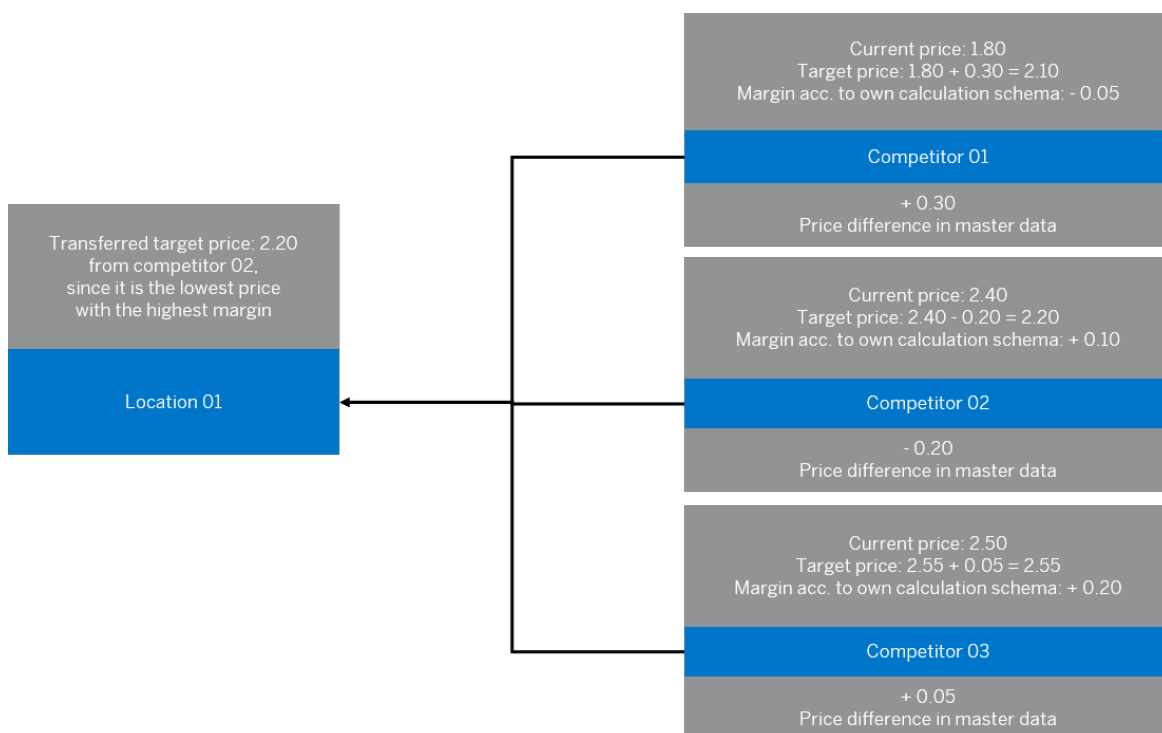 Current price: 1.80
Target price: 1.80 + 0.30 = 2.10
Margin acc. to own calculation schema: - 0.05
Competitor 01
+ 0.30
Price difference in master data
Transferred target price: 2.20
from competitor 02,
since it is the lowest price
with the highest margin
Location 01
Current price: 2.40
Target price: 2.40 - 0.20 = 2.20
Margin acc. to own calculation schema: + 0.10
Competitor 02
- 0.20
Price difference in master data
Current price: 2.50
Target price: 2.55 + 0.05 = 2.55
Margin acc. to own calculation schema: + 0.20
Competitor 03
+ 0.05
Price difference in master data